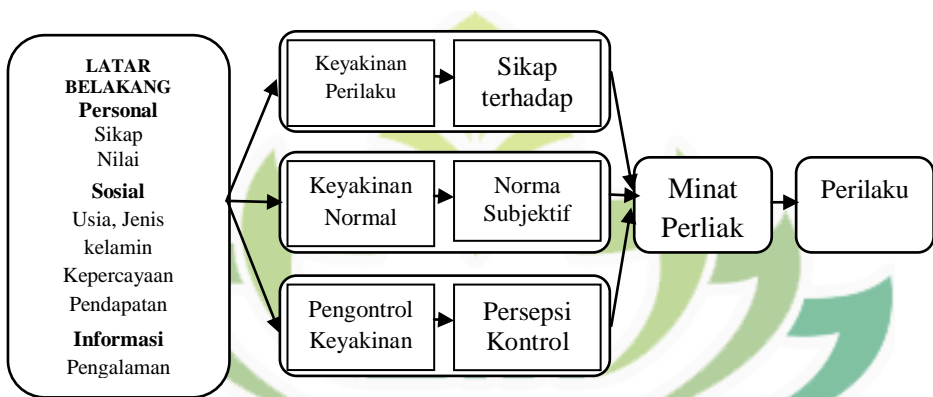 LATAR
BELAKANG
Personal
Sikap
Nilai
Sosial
Usia, Jenis
kelamin
Kepercayaan
Pendapatan
Informasi
Pengalaman
Keyakinan
Perilaku
Sikap
terhadap
Keyakinan
Normal
Norma
Subjektif
Pengontrol
Keyakinan
Persepsi
Kontrol
Minat
Perliak
Perilaku